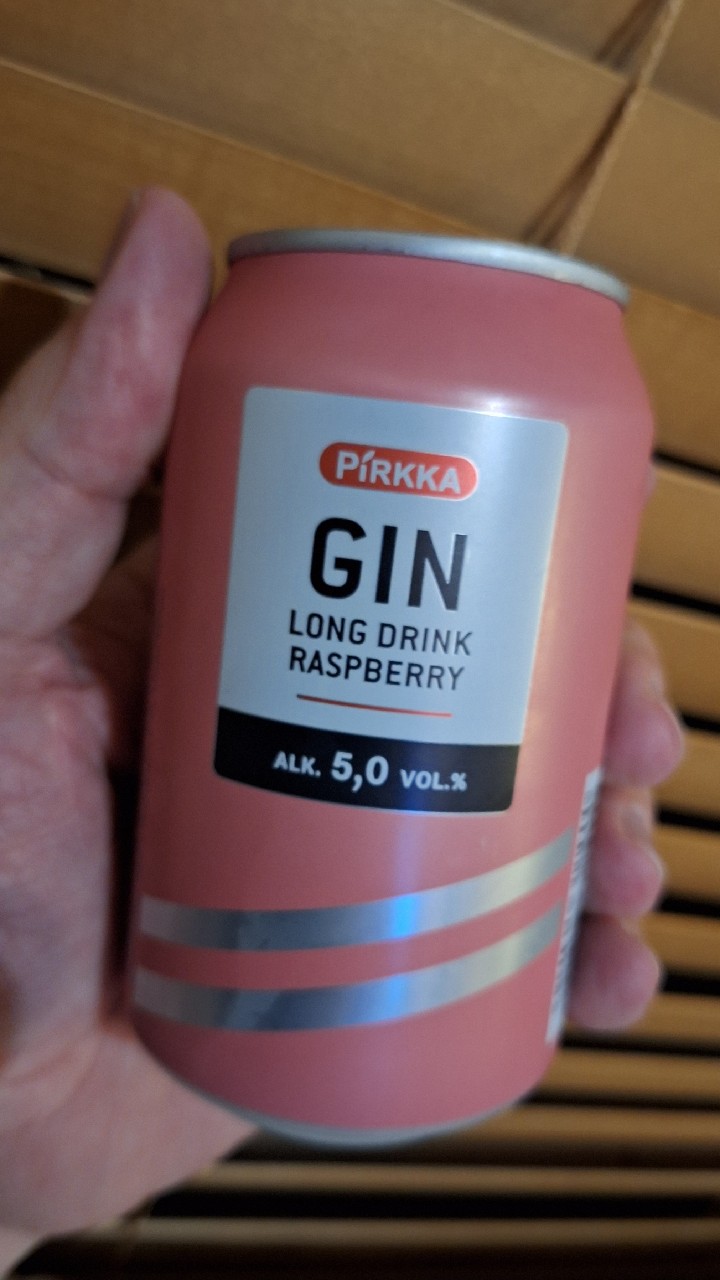 PIRKKA
GIN
LONG DRINK
RASPBERRY
ALK. 5,0 VOL.%